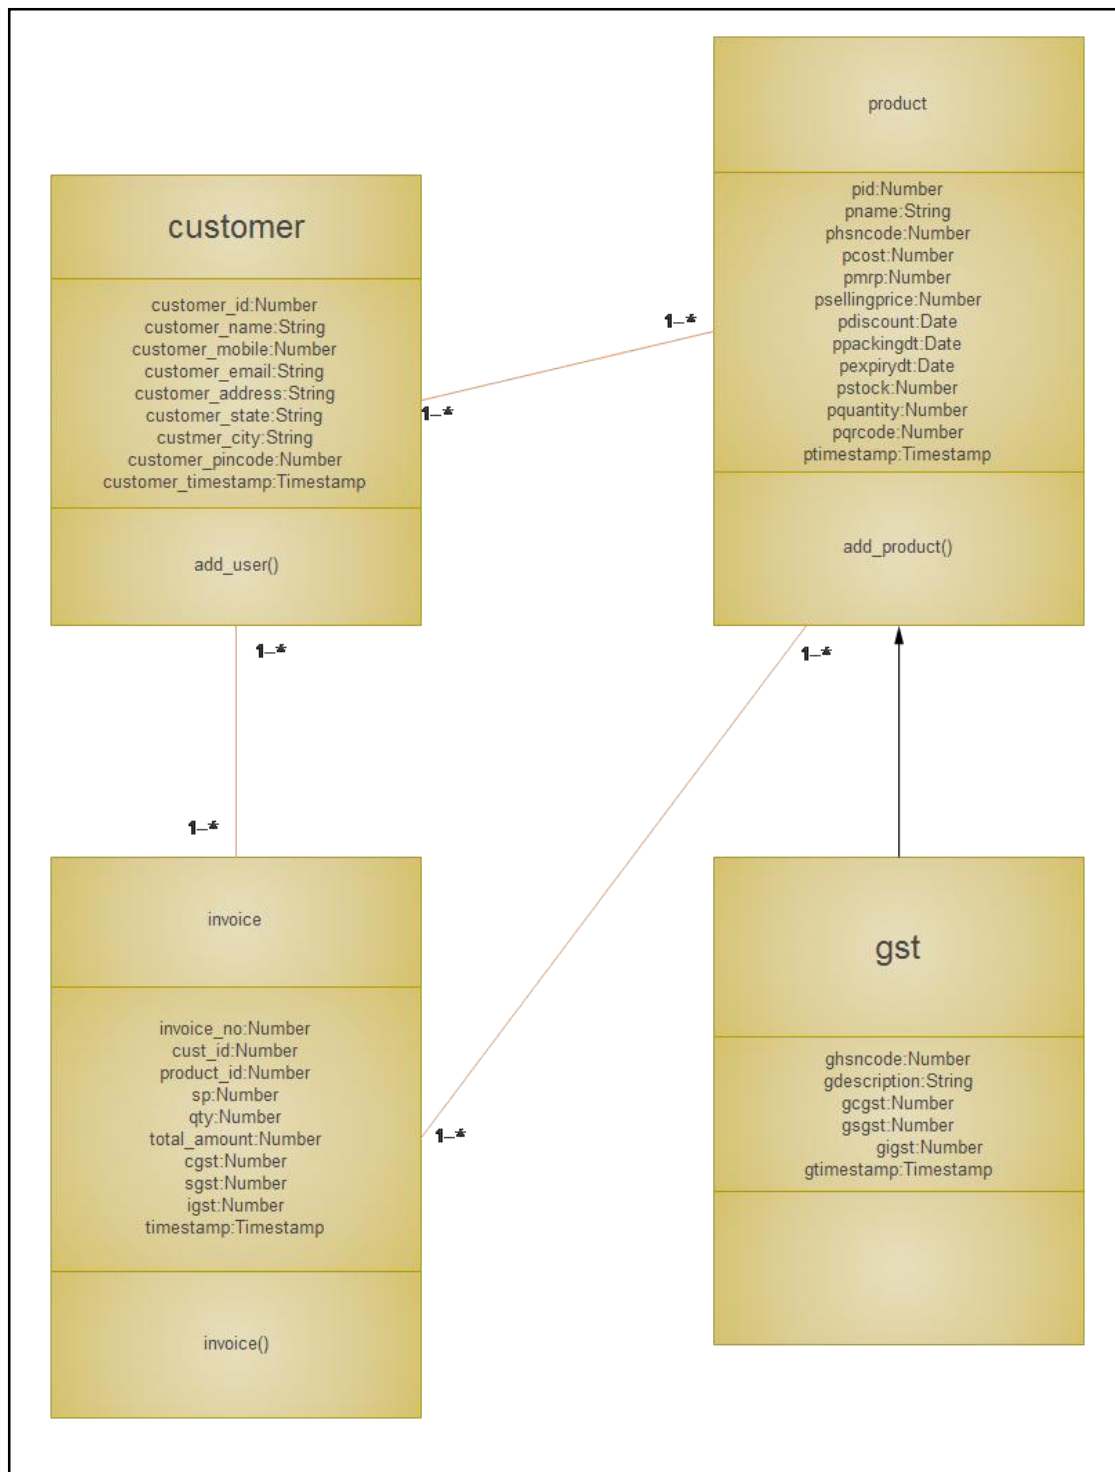 customer
customer_id:Number
customer_name:String
customer_mobile:Number
customer_email:String
customer_address:String
customer_state:String
custmer_city:String
customer_pincode:Number
customer_timestamp:Timestamp
add_user()
product
pid:Number
pname:String
phsncode:Number
pcost:Number
pmrp:Number
psellingprice:Number
pdiscount:Date
ppackingdt:Date
pexpirydt:Date
pstock:Number
pquantity:Number
pqrcode:Number
ptimestamp:Timestamp
add_product()
1-*
1-*
1-*
1-*
1-*
1-*
invoice
invoice_no:Number
cust_id:Number
product_id:Number
sp:Number
qty:Number
total_amount:Number
cgst:Number
sgst:Number
igst:Number
timestamp:Timestamp
invoice()
gst
ghsncode:Number
gdescription:String
gcgst:Number
gsgst:Number
gigst:Number
gtimestamp:Timestamp